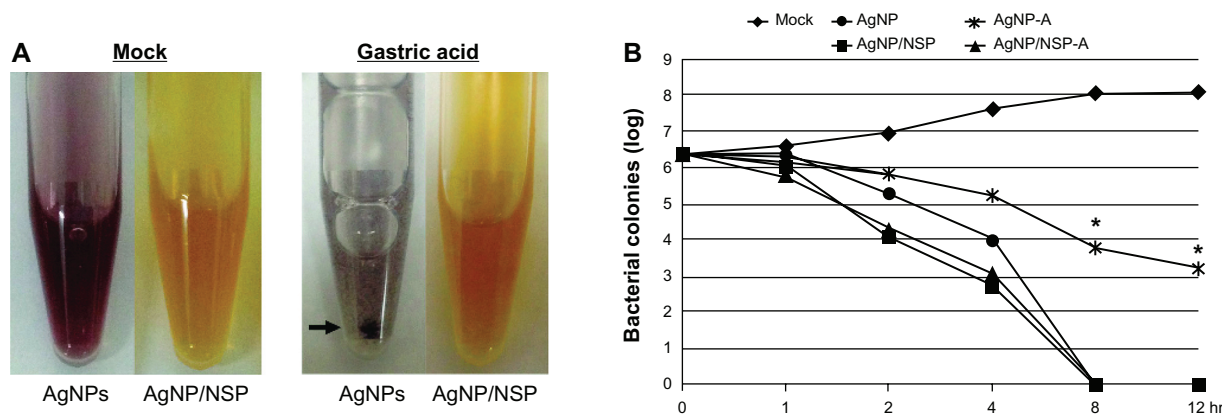 A
Mock
Gastric acid
AgNPs
AgNP/NSP
AgNPs
AgNP/NSP
B
Mock
AgNP
AgNP-A
AgNP/NSP
AgNP/NSP-A
Bacterial colonies (log)
9
8
7
6
5
4
3
2
1
0
*
*
0
1
2
4
8
12 hr